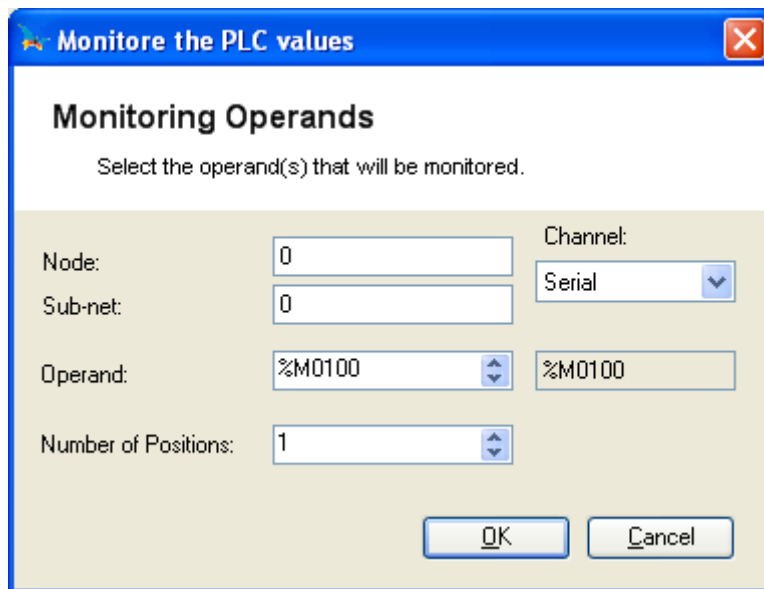 Monitore the PLC values
Monitoring Operands
Select the operand(s) that will be monitored.
Channel:
Node: 0
Serial
Sub-net: 0
Operand: %M0100 %M0100
Number of Positions: 1
OK Cancel